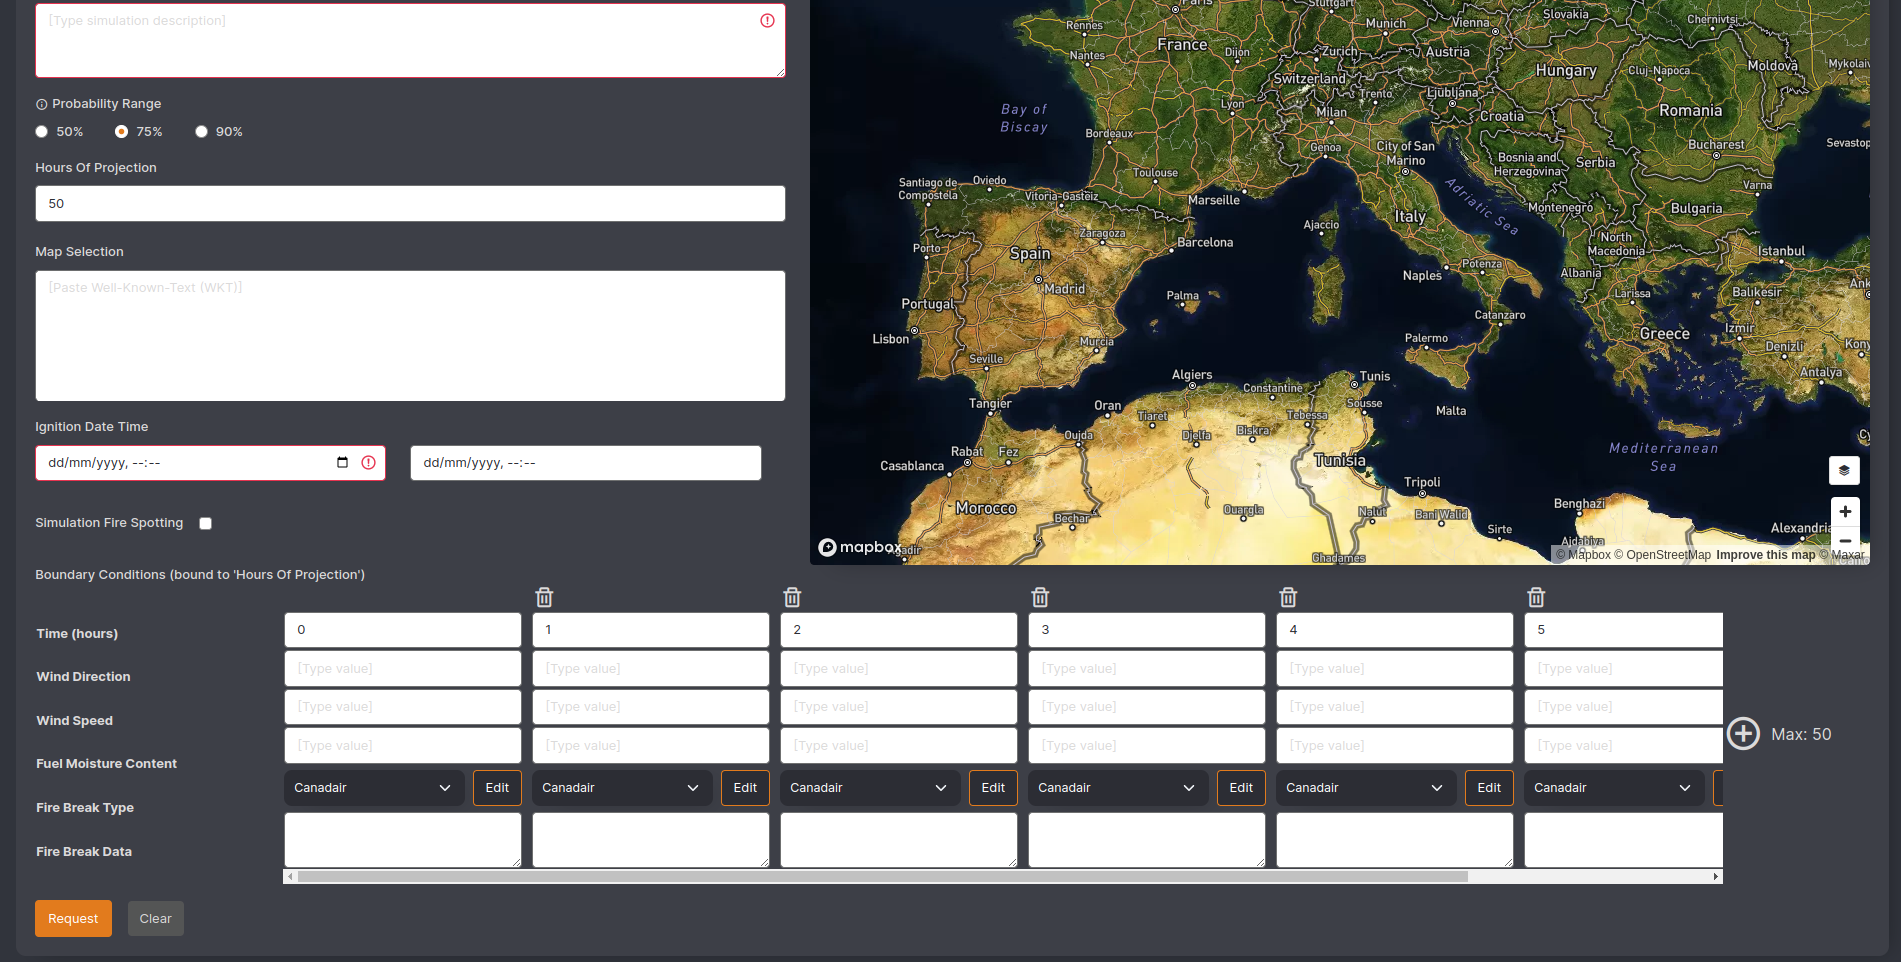 [Type simulation description]
Probability Range
50% 75% 90%
Hours Of Projection
50
Map Selection
[Paste Well-Known-Text (WKT)]
Ignition Date Time
dd/mm/yyyy, --:-- dd/mm/yyyy, --:--
Simulation Fire Spotting
Paris
Stuttgart
Slovakia
Chernivtsi
Rennes
Munich
Vienna
Nantes
France
Dijon
Zurich
Austria
Switzerland
Hungary
Cluj-Napoca
Moldova
Mykolaiv
Trento
Ljubljana
Bay of
Biscay
Lyon
Milan
Croatia
Romania
Bordeaux
Genoa
City of San
Marino
Bosnia and
Herzegovina
Serbia
Bucharest
Sevastop
Toulouse
Santiago de
Compostela
Oviedo
Vitoria-Gasteiz
Marseille
Adriatic Sea
Varna
Montenegro
Bulgaria
Italy
Ajaccio
Zaragoza
Barcelona
Porto
Spain
North
Macedonia
Istanbul
Naples
Potenza
Albania
Madrid
Palma
Portugal
Larissa
Balikesir
Ank
Catanzaro
Lisbon
Murcia
Palermo
Greece
Izmir
Denizli
Kony
Seville
Algiers
Tunis
Antalya
Constantine
Tangier
Oran
Tiaret
Tebessa
Sousse
Malta
Oujda
Djelfa
Biskra
Rabat
Fez
Casablanca
Tunisia
Mediterranean
Sea
Cy
Tripoli
Morocco
Bechar
Ouargla
Nalut
Bani Walid
Benghazi
Sirte
Alexandria
Ajdabiya
Agadir
Ghadames
mapbox
© Mapbox © OpenStreetMap Improve this map © Maxar
Boundary Conditions (bound to 'Hours Of Projection')
Time (hours) 0 1 2 3 4 5
Wind Direction [Type value] [Type value] [Type value] [Type value] [Type value] [Type value]
Wind Speed [Type value] [Type value] [Type value] [Type value] [Type value] [Type value]
Fuel Moisture Content [Type value] [Type value] [Type value] [Type value] [Type value] [Type value]
Max: 50
Fire Break Type Canadair Edit Canadair Edit Canadair Edit Canadair Edit Canadair Edit Canadair
Fire Break Data
Request Clear